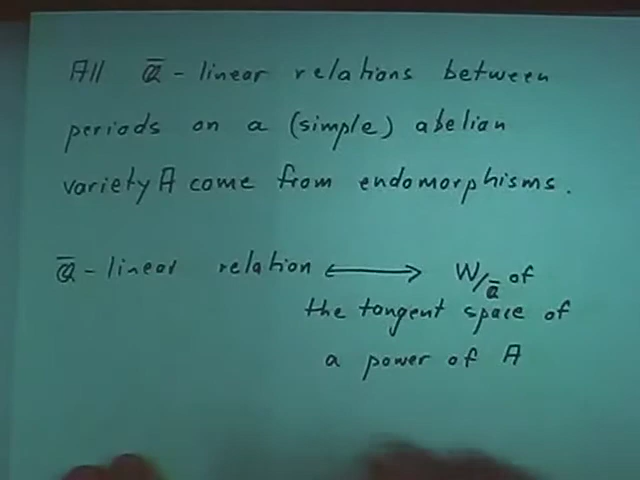 All Q̅ - linear relations between
periods on a (simple) abelian
variety A come from endomorphisms.
Q̅ - linear relation ⟷ W/Q̅ of
the tangent space of
a power of A